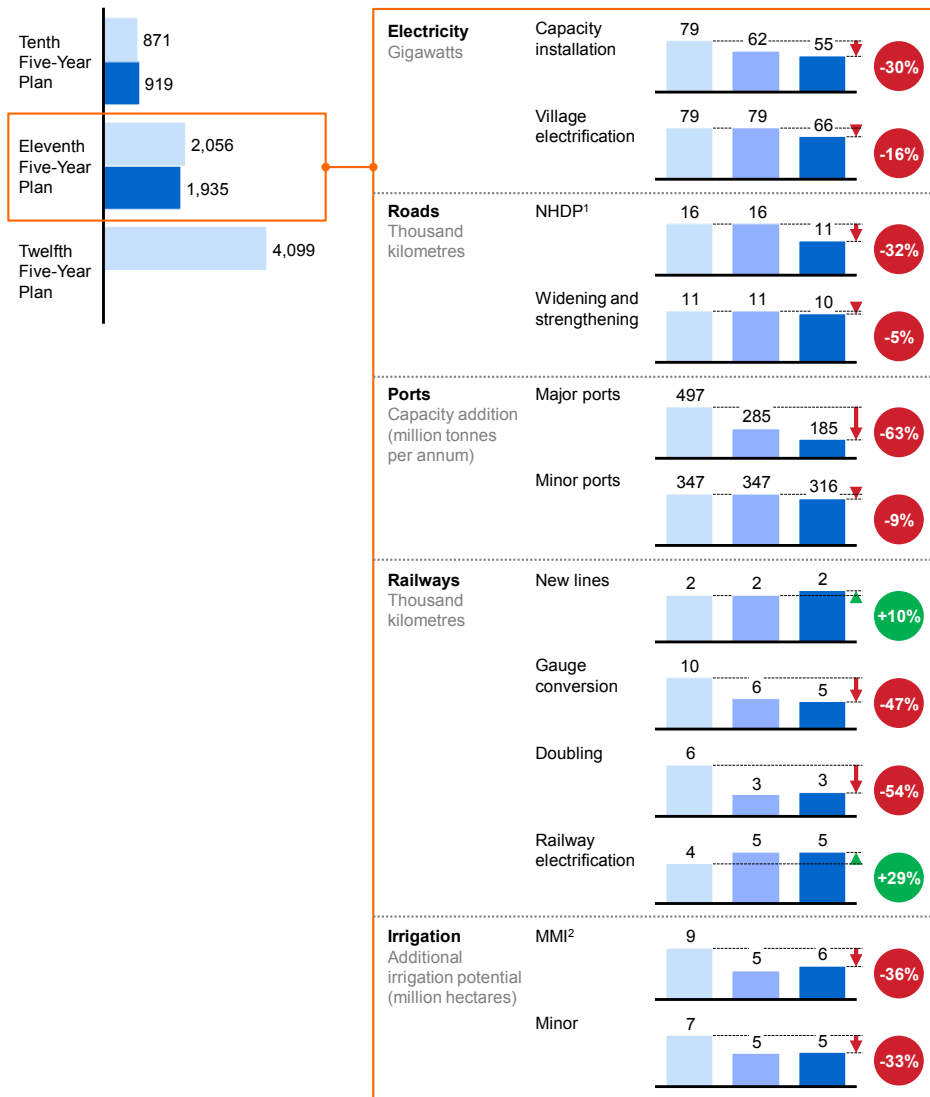 Tenth
Five-Year
Plan
871
919
Eleventh
Five-Year
Plan
2,056
1,935
Twelfth
Five-Year
Plan
4,099
Electricity
Gigawatts
Capacity
installation
79
62
55
-30%
Village
electrification
79
79
66
-16%
Roads
Thousand
kilometres
NHDP¹
16
16
11
-32%
Widening and
strengthening
11
11
10
-5%
Ports
Capacity addition
(million tonnes
per annum)
Major ports
497
285
185
-63%
Minor ports
347
347
316
-9%
Railways
Thousand
kilometres
New lines
2
2
2
+10%
Gauge
conversion
10
6
5
-47%
Doubling
6
3
3
-54%
Railway
electrification
4
5
5
+29%
Irrigation
Additional
irrigation potential
(million hectares)
MMI²
9
5
6
-36%
Minor
7
5
5
-33%